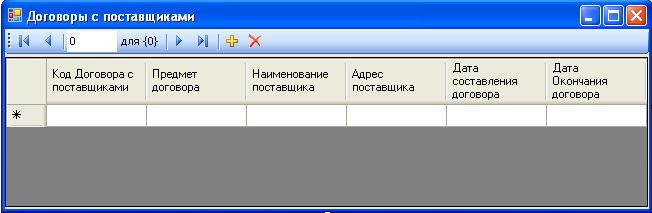 Договоры с поставщиками
0 для {0}
Код Договора с поставщиками
Предмет договора
Наименование поставщика
Адрес поставщика
Дата составления договора
Дата Окончания договора